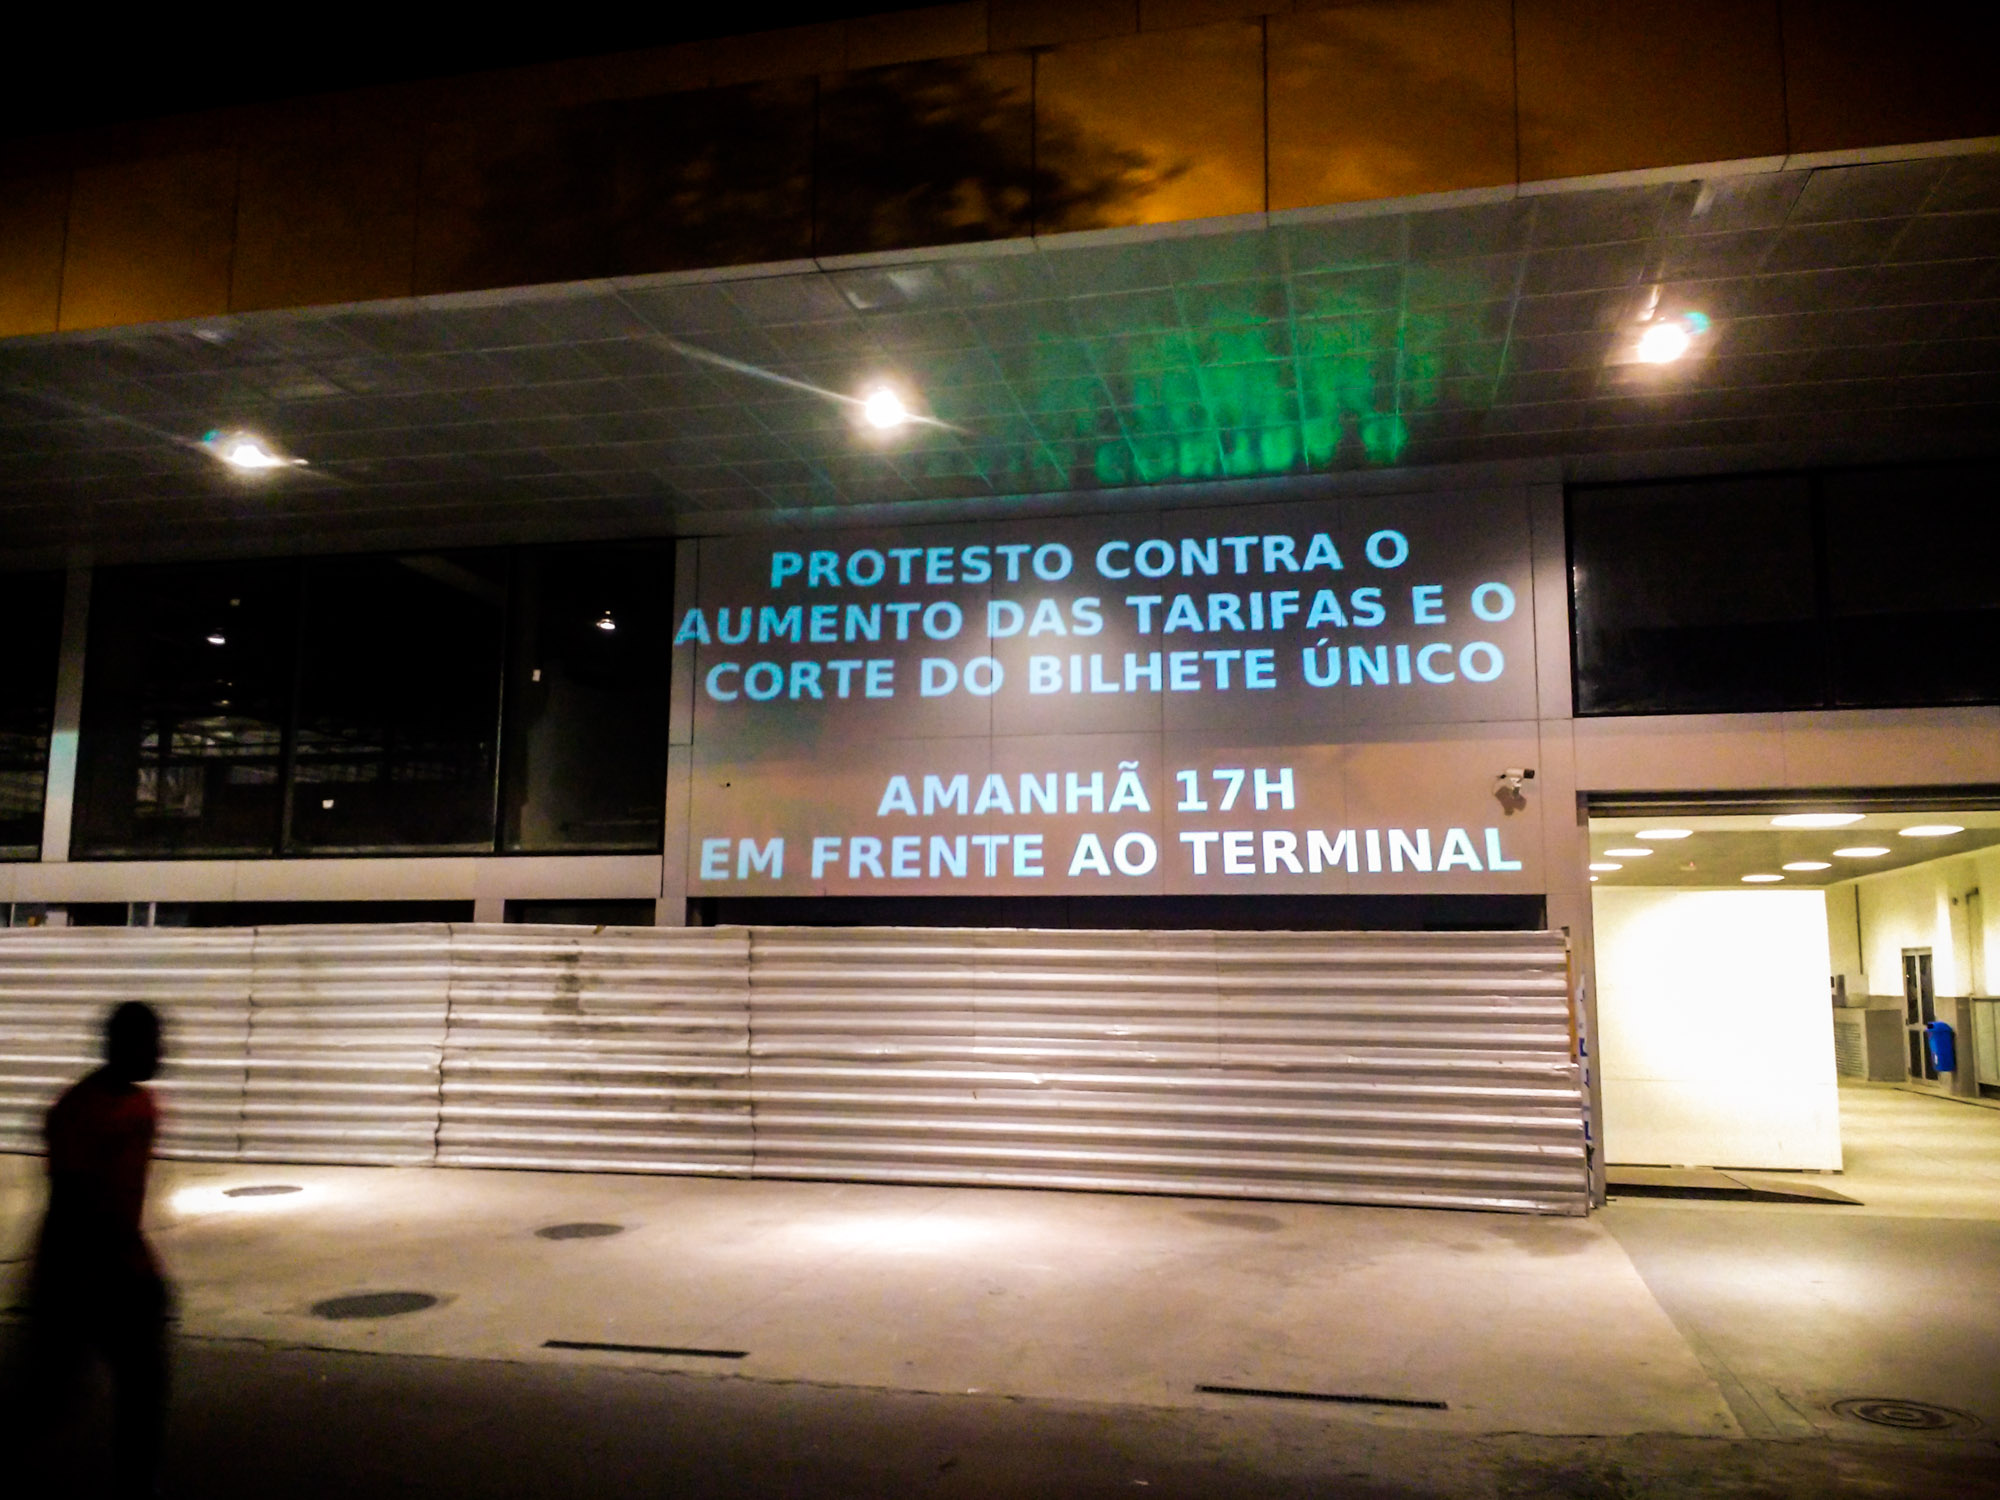 PROTESTO CONTRA O
AUMENTO DAS TARIFAS E O
CORTE DO BILHETE ÚNICO
AMANHÃ 17H
EM FRENTE AO TERMINAL